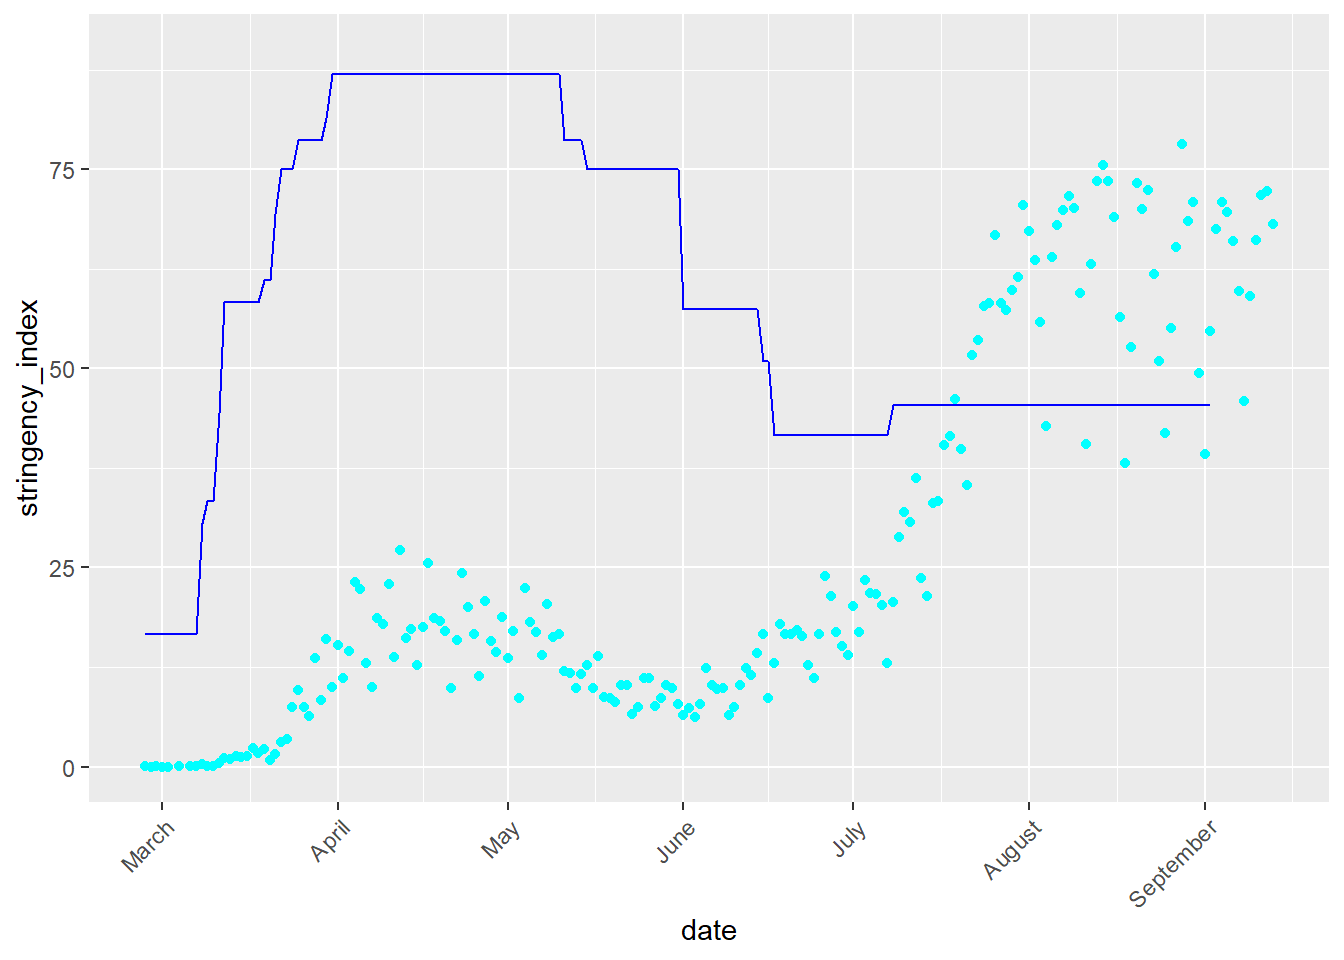 stringency_index
75
50
25
0
March
April
May
June
July
August
September
date